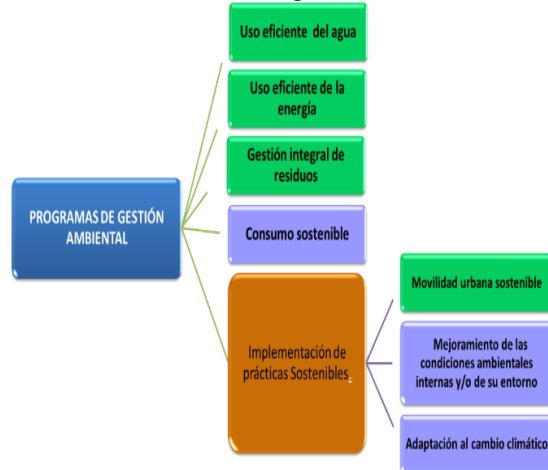 Uso eficiente del agua
Uso eficiente de la
energía
Gestión integral de
residuos
PROGRAMAS DE GESTIÓN
AMBIENTAL
Consumo sostenible
Implementación de
prácticas Sostenibles.
Movilidad urbana sostenible
Mejoramiento de las
condiciones ambientales
internas y/o de su entorno
Adaptación al cambio climático